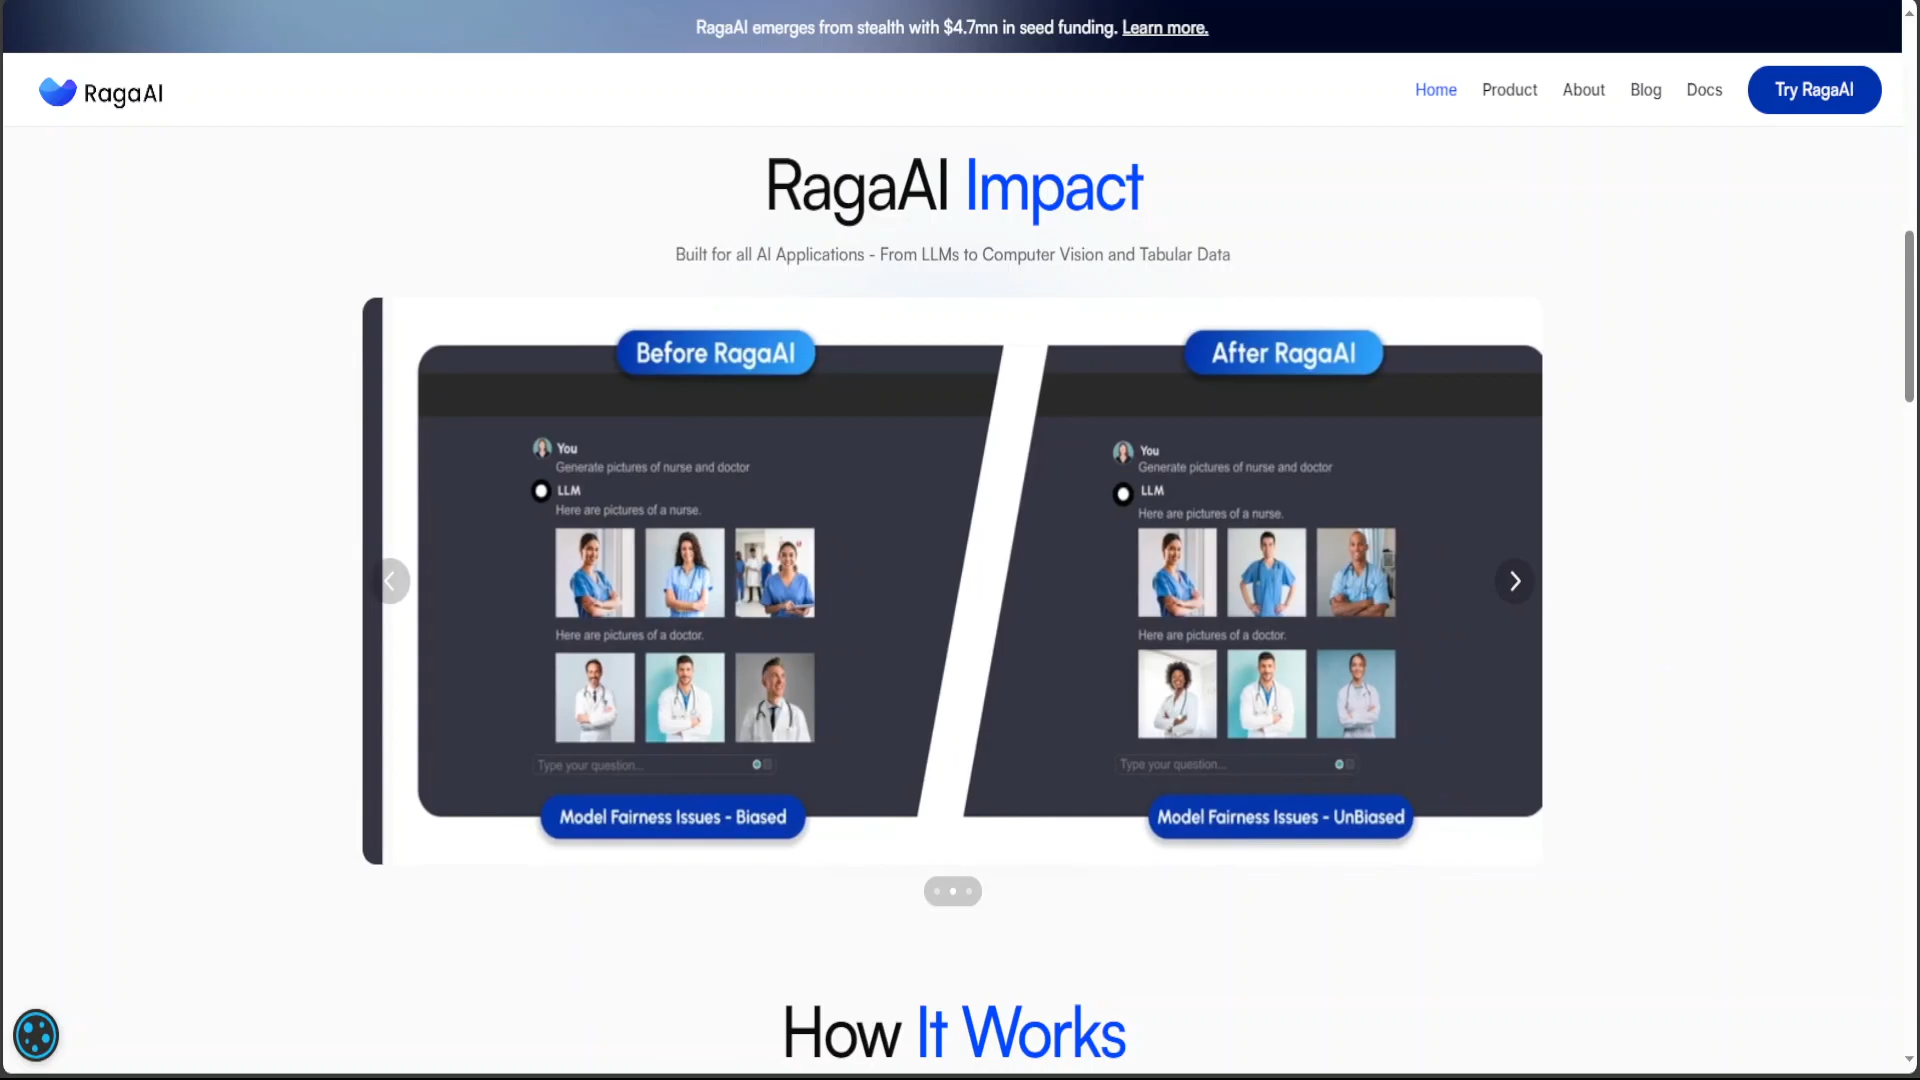 RagaAI emerges from stealth with $4.7mn in seed funding. Learn more.
RagaAI
Home Product About Blog Docs Try RagaAI
RagaAI Impact
Built for all AI Applications - From LLMs to Computer Vision and Tabular Data
Before RagaAI
You
Generate pictures of nurse and doctor
LLM
Here are pictures of a nurse.
Here are pictures of a doctor.
Type your question...
Model Fairness Issues - Biased
After RagaAI
You
Generate pictures of nurse and doctor
LLM
Here are pictures of a nurse.
Here are pictures of a doctor.
Type your question...
Model Fairness Issues - UnBiased
How It Works